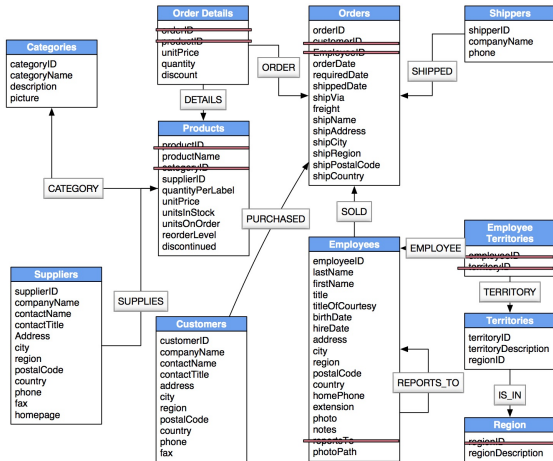 Order Details
orderID
productID
unitPrice
quantity
discount
Orders
orderID
customerID
EmployeeID
orderDate
requiredDate
shippedDate
shipVia
freight
shipName
shipAddress
shipCity
shipRegion
shipPostalCode
shipCountry
Shippers
shipperID
companyName
phone
Categories
categoryID
categoryName
description
picture
ORDER
SHIPPED
DETAILS
Products
productID
productName
categoryID
supplierID
quantityPerLabel
unitPrice
unitsInStock
unitsOnOrder
reorderLevel
discontinued
CATEGORY
PURCHASED
SOLD
Employees
employeeID
lastName
firstName
title
titleOfCourtesy
birthDate
hireDate
address
city
region
postalCode
country
homePhone
extension
photo
notes
reportsTo
photoPath
EMPLOYEE
Employee
Territories
employeeID
territoryID
TERRITORY
Suppliers
supplierID
companyName
contactName
contactTitle
Address
city
region
postalCode
country
phone
fax
homepage
SUPPLIES
Customers
customerID
companyName
contactName
contactTitle
address
city
region
postalCode
country
phone
fax
Territories
territoryID
territoryDescription
regionID
REPORTS_TO
IS_IN
Region
regionID
regionDescription